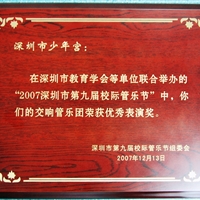 深圳市少年宫：
在深圳市教育学会等单位联合举办的
“2007深圳市第九届校际管乐节”中，你
们的交响管乐团荣获优秀表演奖。
深圳市第九届校际管乐节组委会
2007年12月13日